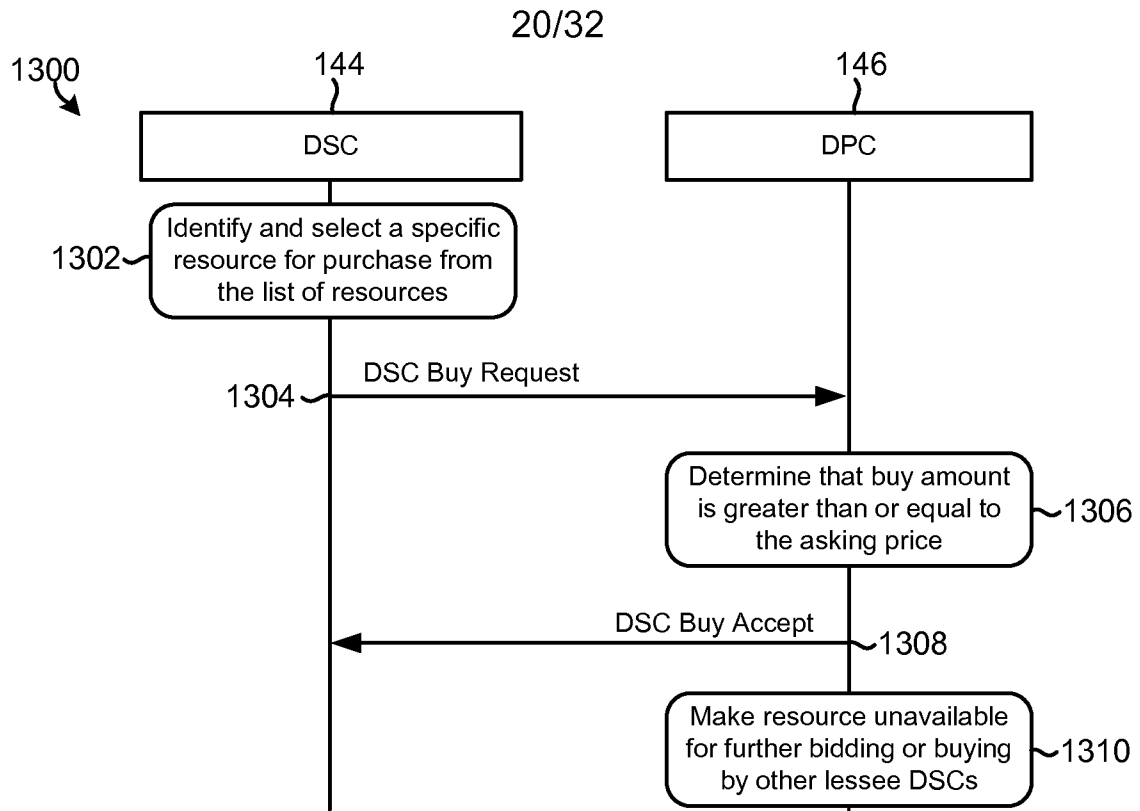 20/32
1300
144
146
DSC
DPC
1302
Identify and select a specific
resource for purchase from
the list of resources
DSC Buy Request
1304
Determine that buy amount
is greater than or equal to
the asking price
1306
DSC Buy Accept
1308
Make resource unavailable
for further bidding or buying
by other lessee DSCs
1310